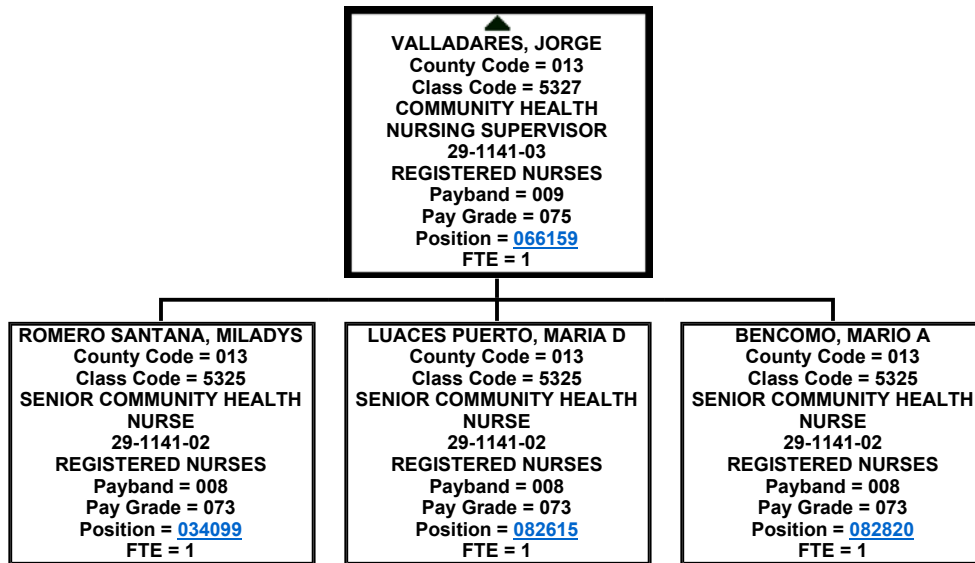 VALLADARES, JORGE
County Code = 013
Class Code = 5327
COMMUNITY HEALTH
NURSING SUPERVISOR
29-1141-03
REGISTERED NURSES
Payband = 009
Pay Grade = 075
Position = 066159
FTE = 1
ROMERO SANTANA, MILADYS
County Code = 013
Class Code = 5325
SENIOR COMMUNITY HEALTH
NURSE
29-1141-02
REGISTERED NURSES
Payband = 008
Pay Grade = 073
Position = 034099
FTE = 1
LUACES PUERTO, MARIA D
County Code = 013
Class Code = 5325
SENIOR COMMUNITY HEALTH
NURSE
29-1141-02
REGISTERED NURSES
Payband = 008
Pay Grade = 073
Position = 082615
FTE = 1
BENCOMO, MARIO A
County Code = 013
Class Code = 5325
SENIOR COMMUNITY HEALTH
NURSE
29-1141-02
REGISTERED NURSES
Payband = 008
Pay Grade = 073
Position = 082820
FTE = 1